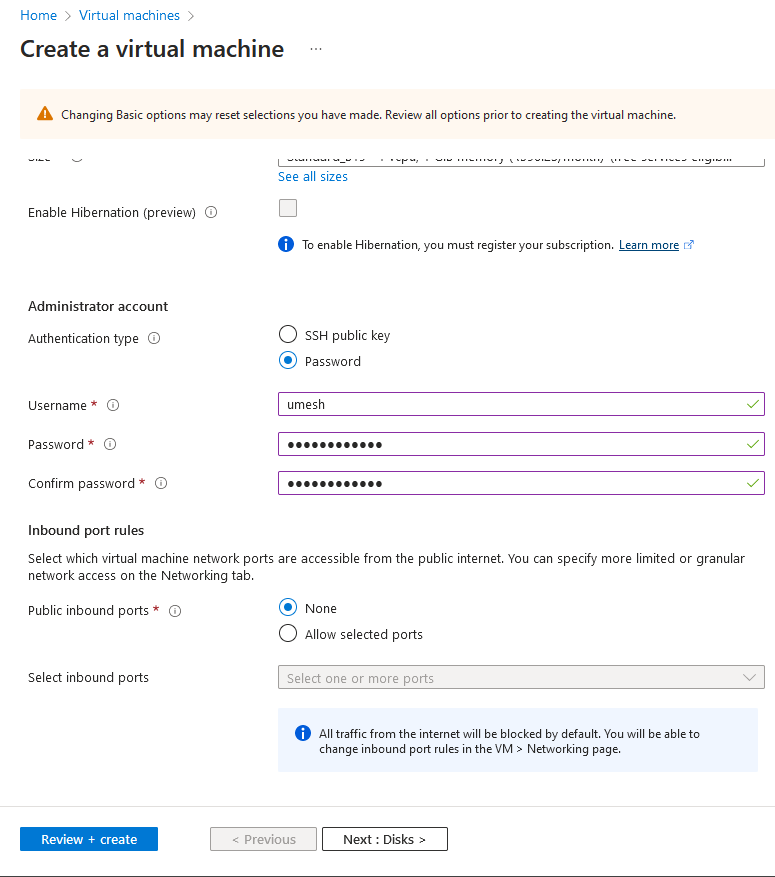 Home > Virtual machines >
Create a virtual machine ...
Changing Basic options may reset selections you have made. Review all options prior to creating the virtual machine.
See all sizes
Enable Hibernation (preview)
To enable Hibernation, you must register your subscription. Learn more
Administrator account
Authentication type
SSH public key
Password
Username *
umesh
Password *
••••••••••••
Confirm password *
••••••••••••
Inbound port rules
Select which virtual machine network ports are accessible from the public internet. You can specify more limited or granular
network access on the Networking tab.
Public inbound ports *
None
Allow selected ports
Select inbound ports
Select one or more ports
All traffic from the internet will be blocked by default. You will be able to
change inbound port rules in the VM > Networking page.
Review + create
< Previous
Next : Disks >